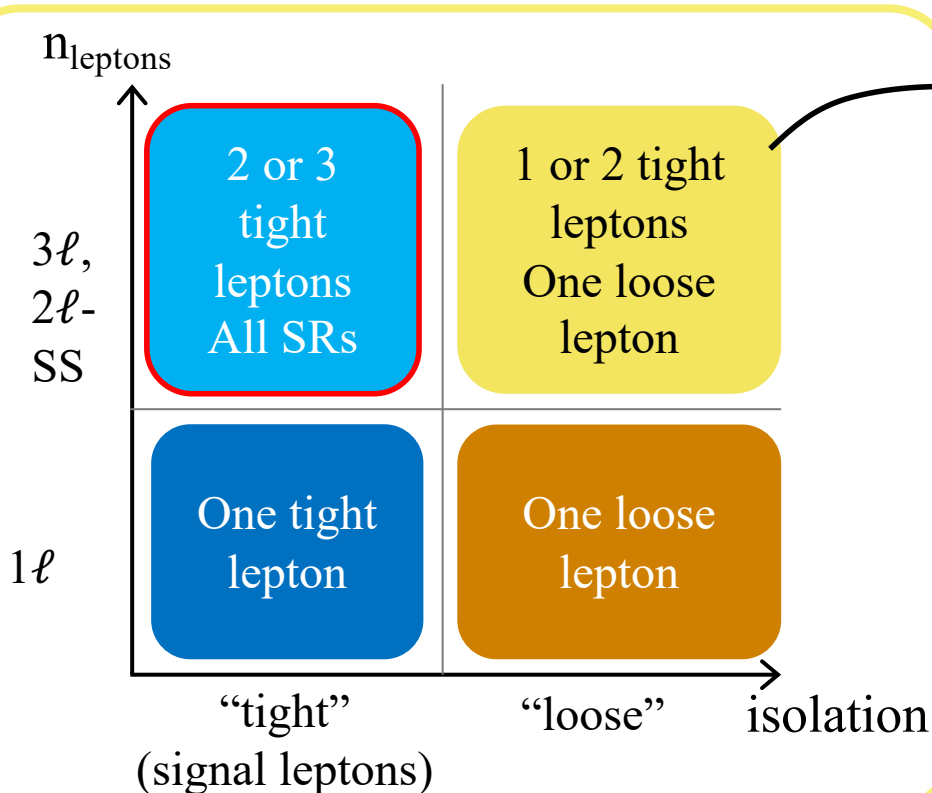 n_leptons
3ℓ,
2ℓ-
SS
2 or 3
tight
leptons
All SRs
1 or 2 tight
leptons
One loose
lepton
1ℓ
One tight
lepton
One loose
lepton
“tight”
(signal leptons)
“loose”
isolation